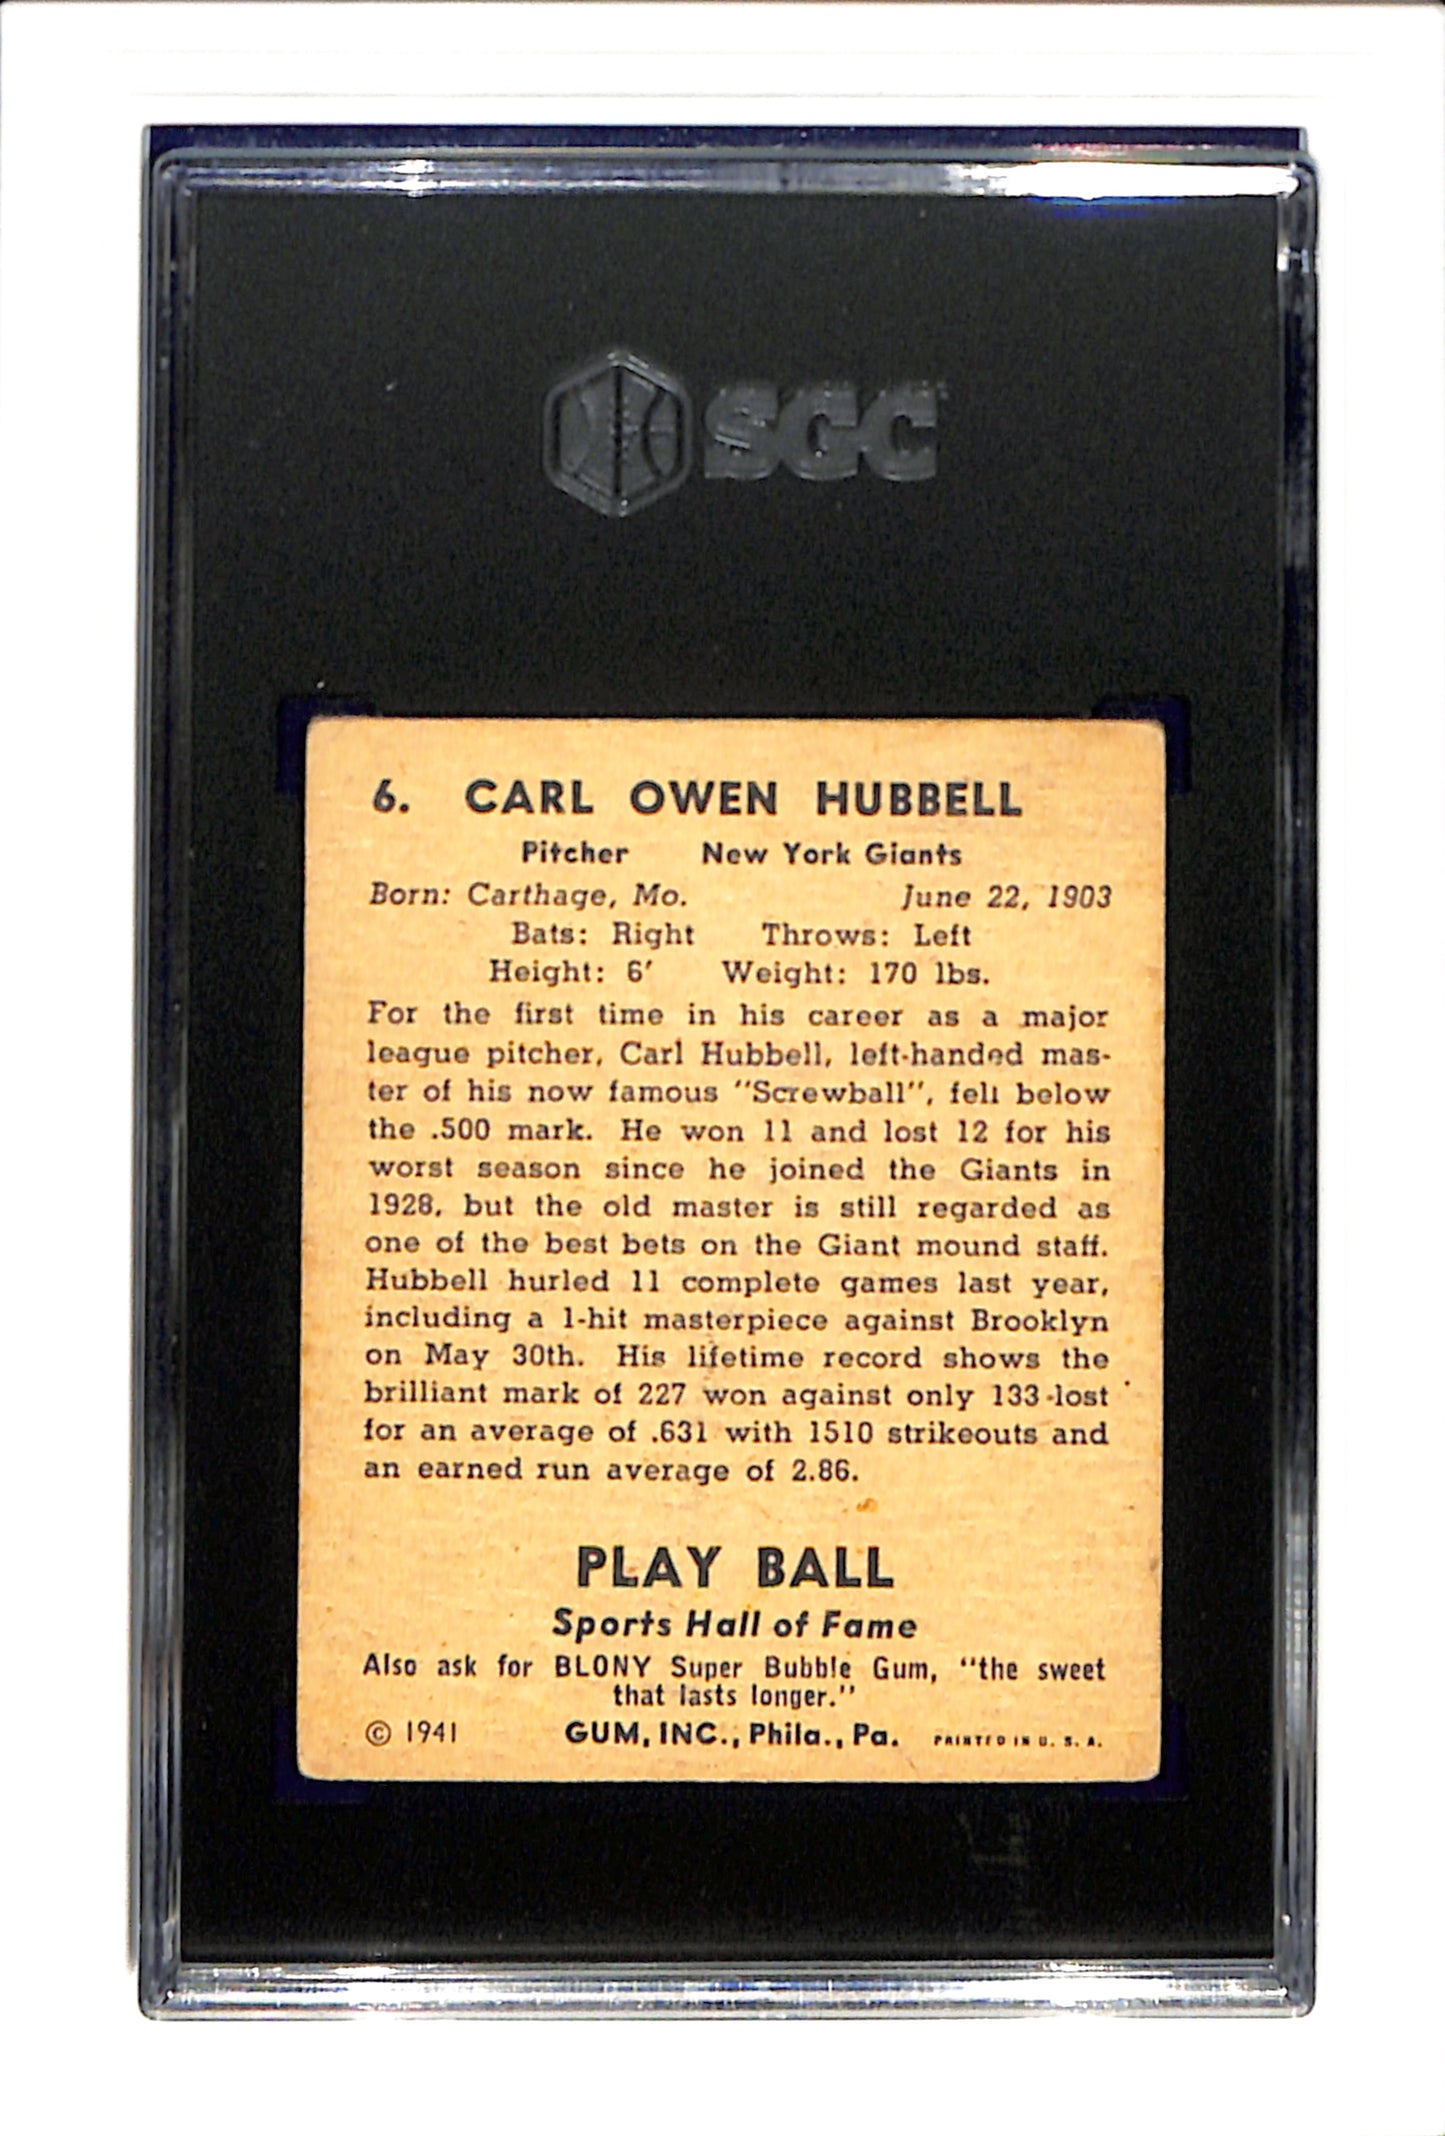 SGC
6. CARL OWEN HUBBELL
Pitcher New York Giants
Born: Carthage, Mo. June 22, 1903
Bats: Right Throws: Left
Height: 6' Weight: 170 lbs.
For the first time in his career as a major
league pitcher, Carl Hubbell, left-handed mas-
ter of his now famous "Screwball", fell below
the .500 mark. He won 11 and lost 12 for his
worst season since he joined the Giants in
1928, but the old master is still regarded as
one of the best bets on the Giant mound staff.
Hubbell hurled 11 complete games last year,
including a 1-hit masterpiece against Brooklyn
on May 30th. His lifetime record shows the
brilliant mark of 227 won against only 133 lost
for an average of .631 with 1510 strikeouts and
an earned run average of 2.86.
PLAY BALL
Sports Hall of Fame
Also ask for BLONY Super Bubble Gum, "the sweet
that lasts longer."
© 1941 GUM, INC., Phila., Pa. PRINTED IN U. S. A.